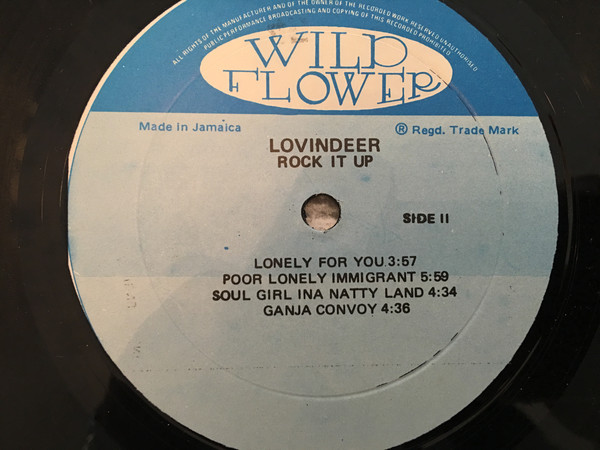 ALL RIGHTS OF THE MANUFACTURER AND OF THE OWNER OF THE RECORDED WORK RESERVED UNAUTHORISED
PUBLIC PERFORMANCE BROADCASTING AND COPYING OF THIS RECORDED PROHIBITED
WILD
FLOWER
Made in Jamaica
® Regd. Trade Mark
LOVINDEER
ROCK IT UP
SIDE II
LONELY FOR YOU 3:57
POOR LONELY IMMIGRANT 5:59
SOUL GIRL INA NATTY LAND 4:34
GANJA CONVOY 4:36